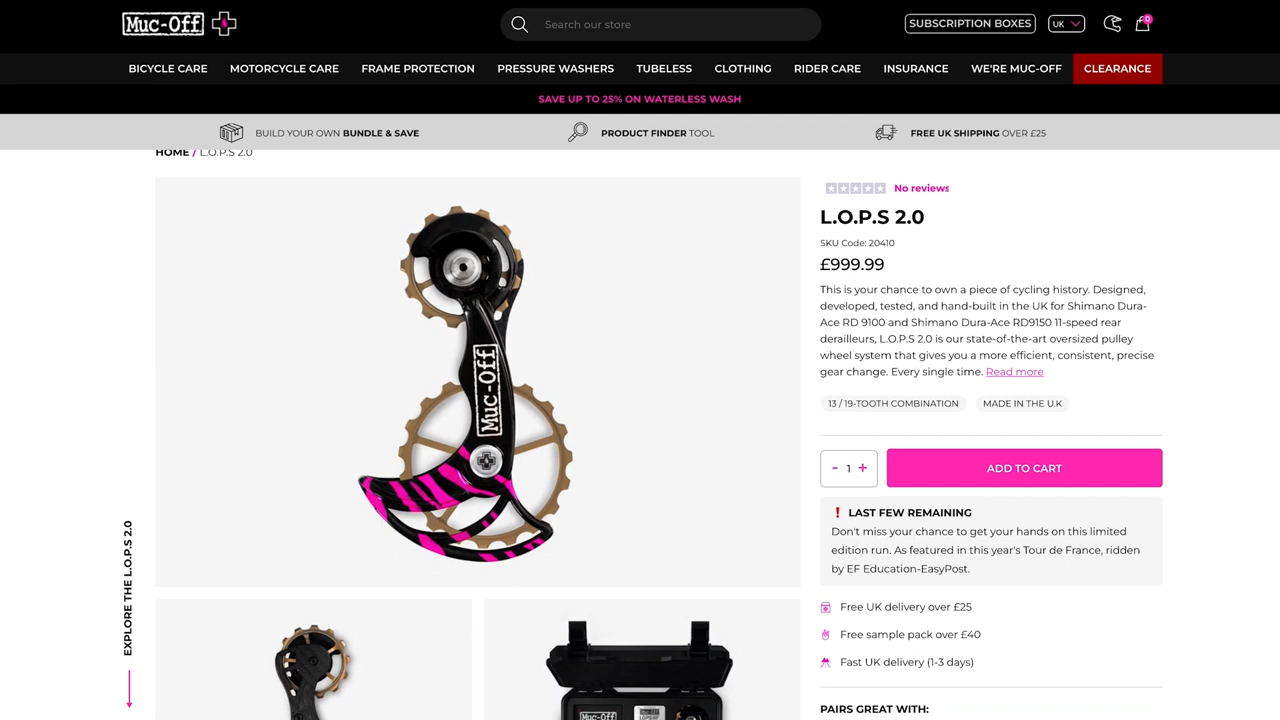 Muc-Off
Search our store
SUBSCRIPTION BOXES
UK
0
BICYCLE CARE
MOTORCYCLE CARE
FRAME PROTECTION
PRESSURE WASHERS
TUBELESS
CLOTHING
RIDER CARE
INSURANCE
WE'RE MUC-OFF
CLEARANCE
SAVE UP TO 25% ON WATERLESS WASH
BUILD YOUR OWN BUNDLE & SAVE
PRODUCT FINDER TOOL
FREE UK SHIPPING OVER £25
HOME / L.O.P.S 2.0
EXPLORE THE L.O.P.S 2.0
Muc-Off
Muc-Off
No reviews
L.O.P.S 2.0
SKU Code: 20410
£999.99
This is your chance to own a piece of cycling history. Designed,
developed, tested, and hand-built in the UK for Shimano Dura-
Ace RD 9100 and Shimano Dura-Ace RD9150 11-speed rear
derailleurs, L.O.P.S 2.0 is our state-of-the-art oversized pulley
wheel system that gives you a more efficient, consistent, precise
gear change. Every single time. Read more
13 / 19-TOOTH COMBINATION
MADE IN THE U.K
- 1 +
ADD TO CART
LAST FEW REMAINING
Don't miss your chance to get your hands on this limited
edition run. As featured in this year's Tour de France, ridden
by EF Education-EasyPost.
Free UK delivery over £25
Free sample pack over £40
Fast UK delivery (1-3 days)
PAIRS GREAT WITH: